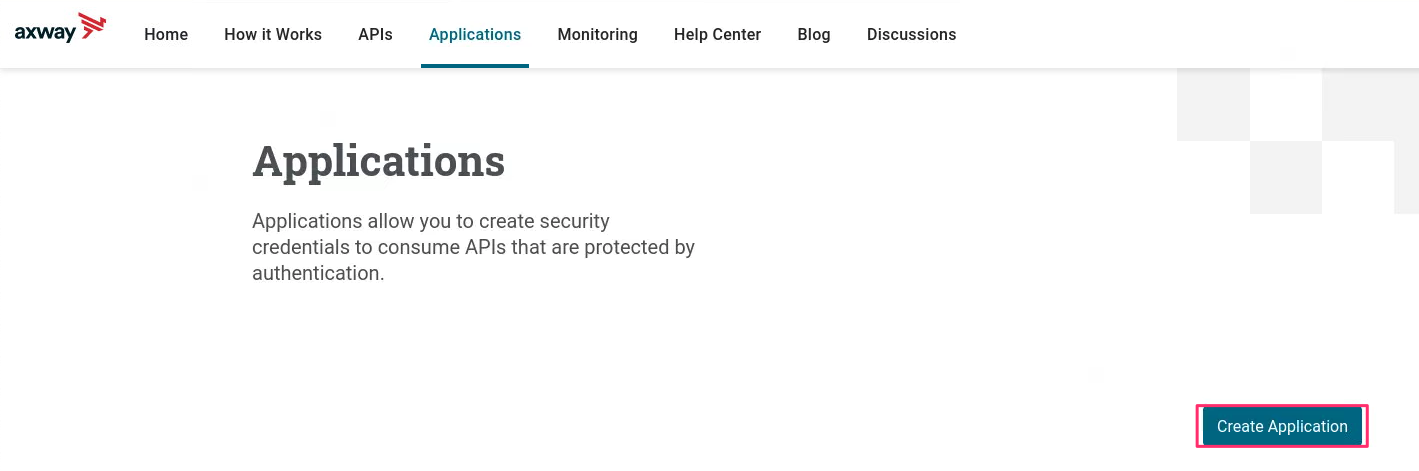 axway
Home How it Works APIs Applications Monitoring Help Center Blog Discussions
Applications
Applications allow you to create security
credentials to consume APIs that are protected by
authentication.
Create Application